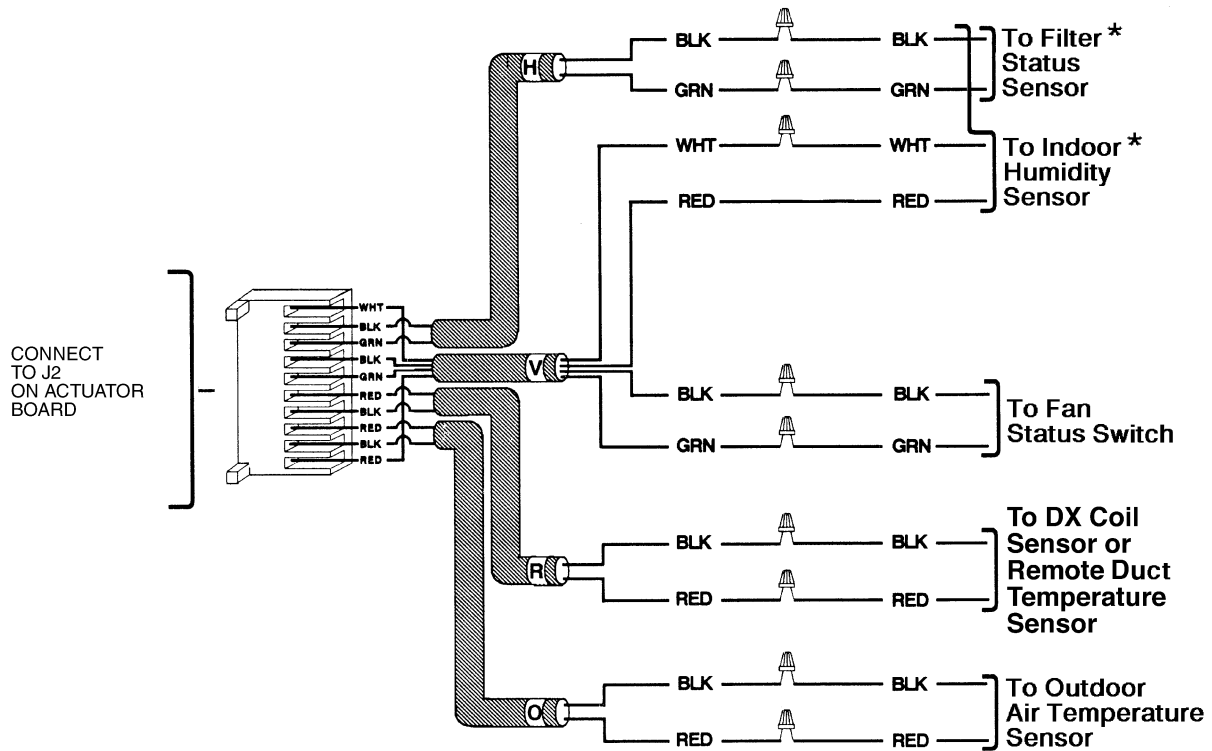 BLK BLK
To Filter *
Status
Sensor
H
GRN GRN
WHT WHT
To Indoor *
Humidity
Sensor
RED RED
CONNECT
TO J2
ON ACTUATOR
BOARD
WHT
BLK
GRN
BLK
GRN
RED
BLK
RED
BLK
RED
V
BLK BLK
To Fan
Status Switch
GRN GRN
To DX Coil
Sensor or
Remote Duct
Temperature
Sensor
BLK BLK
R
RED RED
BLK BLK
To Outdoor
Air Temperature
Sensor
O
RED RED